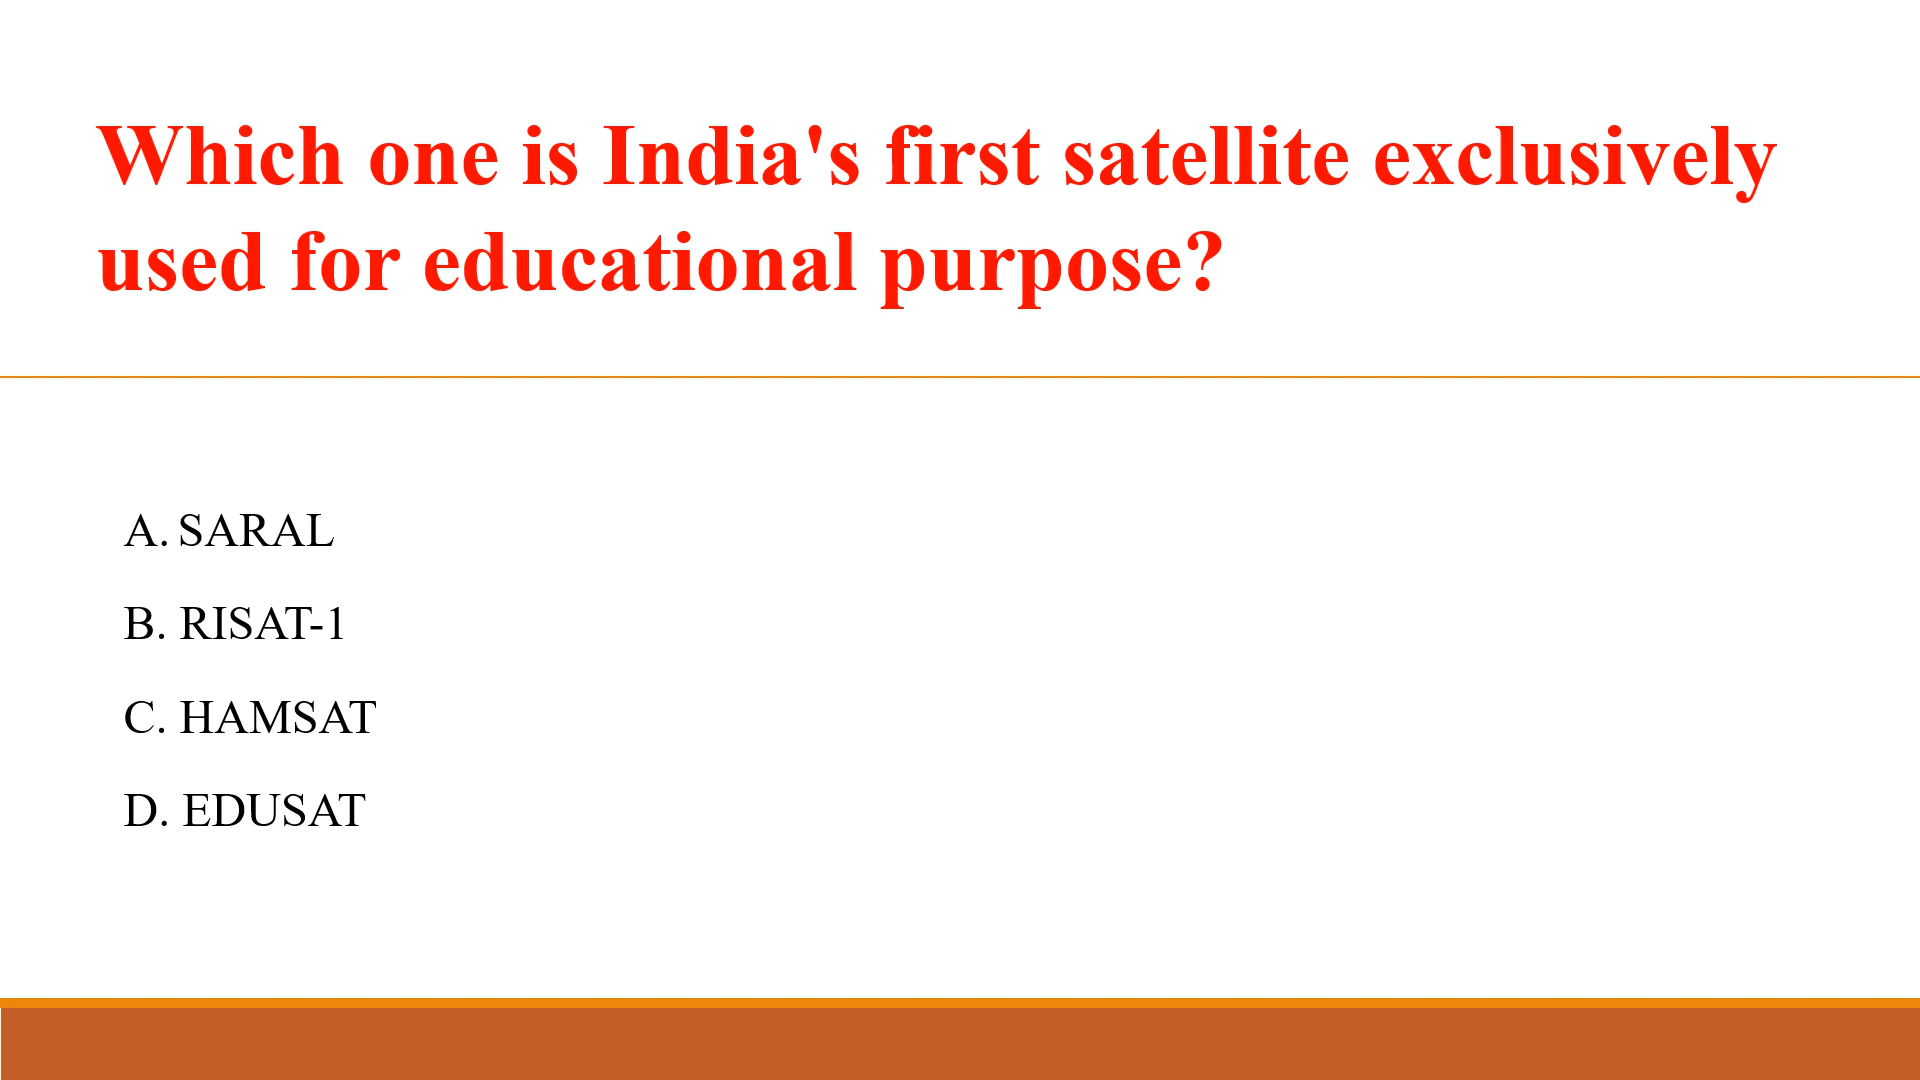 Which one is India's first satellite exclusively
used for educational purpose?
A. SARAL
B. RISAT-1
C. HAMSAT
D. EDUSAT